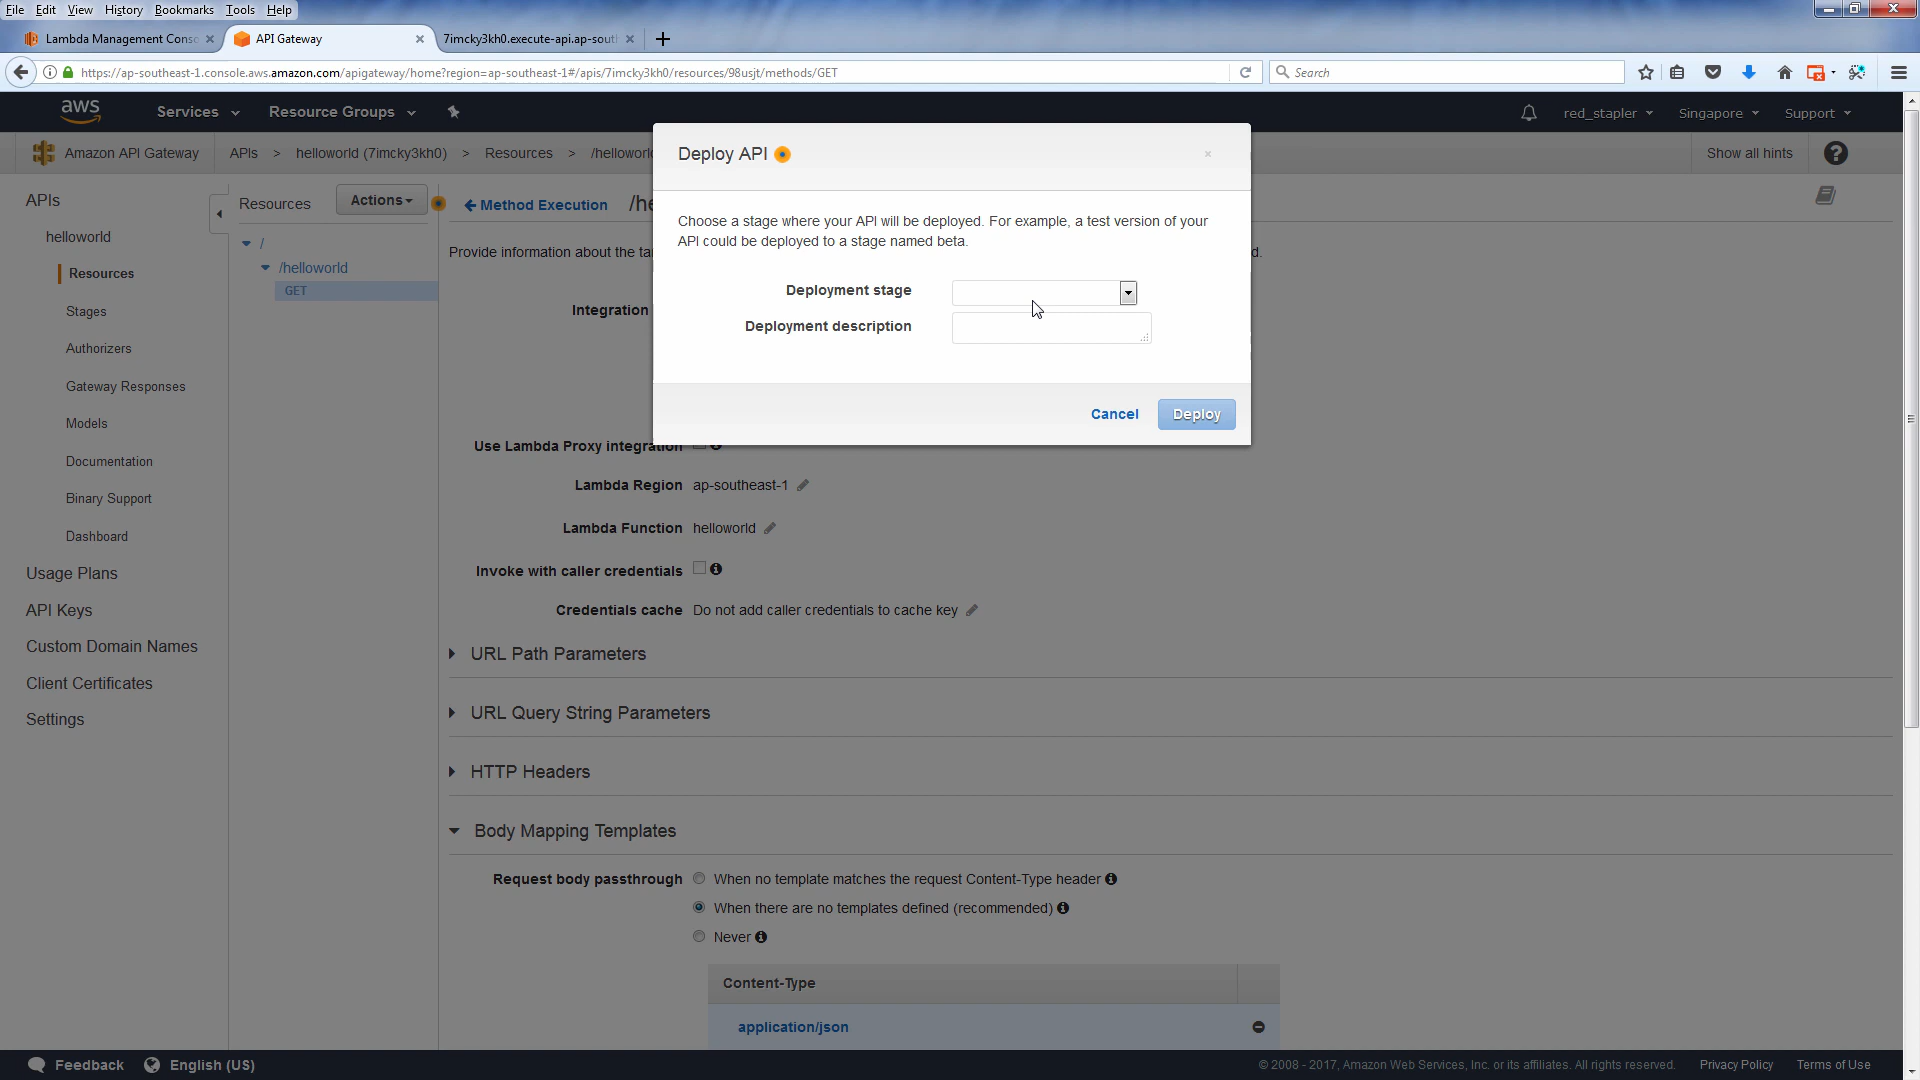 File Edit View History Bookmarks Tools Help
Lambda Management Conso
API Gateway
7imcky3kh0.execute-api.ap-sout
https://ap-southeast-1.console.aws.amazon.com/apigateway/home?region=ap-southeast-1#/apis/7imcky3kh0/resources/98usjt/methods/GET
Search
aws Services Resource Groups red_stapler Singapore Support
Amazon API Gateway APIs > helloworld (7imcky3kh0) > Resources > /helloworl Show all hints
Deploy API
Choose a stage where your API will be deployed. For example, a test version of your
API could be deployed to a stage named beta.
Deployment stage
Deployment description
Cancel Deploy
APIs
helloworld
Resources
Stages
Authorizers
Gateway Responses
Models
Documentation
Binary Support
Dashboard
Usage Plans
API Keys
Custom Domain Names
Client Certificates
Settings
Resources Actions
/
/helloworld
GET
Method Execution /he
Provide information about the ta d.
Integration
Use Lambda Proxy integration
Lambda Region ap-southeast-1
Lambda Function helloworld
Invoke with caller credentials
Credentials cache Do not add caller credentials to cache key
URL Path Parameters
URL Query String Parameters
HTTP Headers
Body Mapping Templates
Request body passthrough When no template matches the request Content-Type header
When there are no templates defined (recommended)
Never
Content-Type
application/json
Feedback English (US) © 2008 - 2017, Amazon Web Services, Inc. or its affiliates. All rights reserved. Privacy Policy Terms of Use